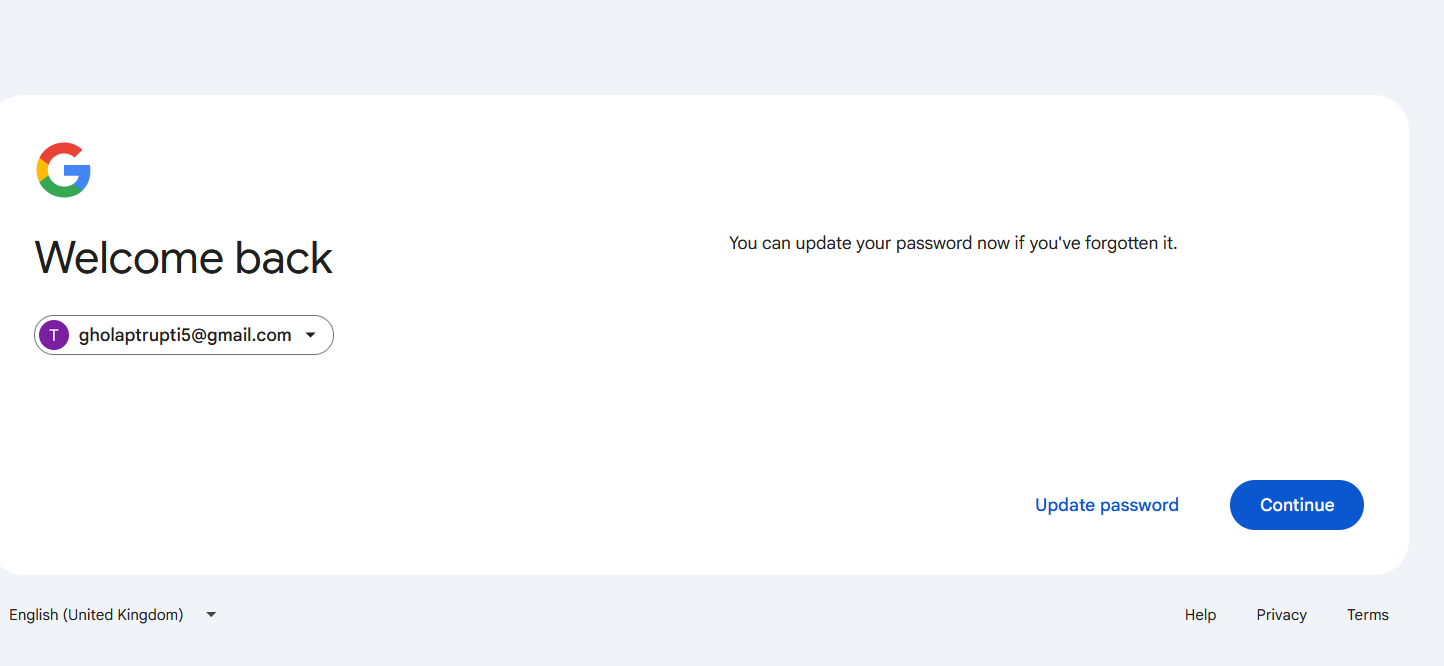 Welcome back
T gholaptrupti5@gmail.com
You can update your password now if you've forgotten it.
Update password Continue
English (United Kingdom) Help Privacy Terms